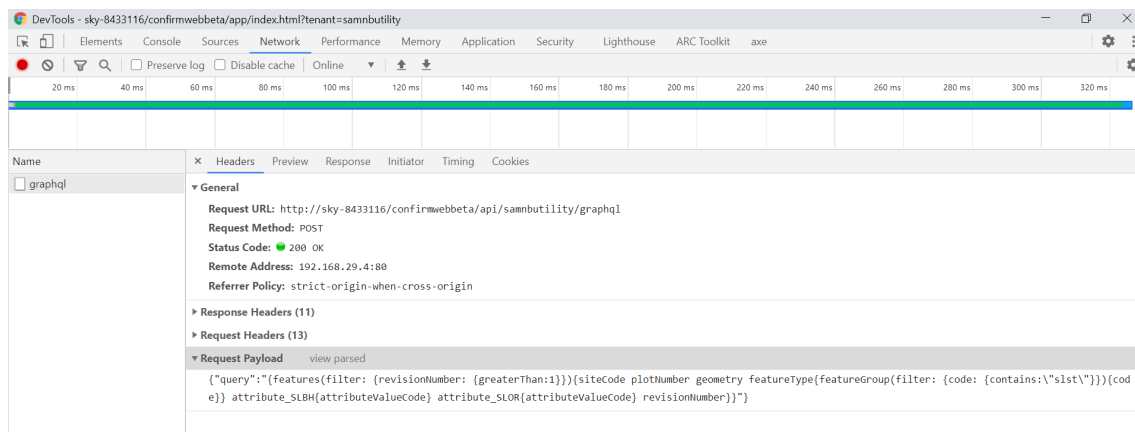 DevTools - sky-8433116/confirmwebbeta/app/index.html?tenant=samnbutility
Elements Console Sources Network Performance Memory Application Security Lighthouse ARC Toolkit axe
Preserve log Disable cache Online
20 ms 40 ms 60 ms 80 ms 100 ms 120 ms 140 ms 160 ms 180 ms 200 ms 220 ms 240 ms 260 ms 280 ms 300 ms 320 ms
Name × Headers Preview Response Initiator Timing Cookies
graphql
General
Request URL: http://sky-8433116/confirmwebbeta/api/samnbutility/graphql
Request Method: POST
Status Code: 200 OK
Remote Address: 192.168.29.4:80
Referrer Policy: strict-origin-when-cross-origin
Response Headers (11)
Request Headers (13)
Request Payload view parsed
{"query":"{features(filter: {revisionNumber: {greaterThan:1}}){siteCode plotNumber geometry featureType{featureGroup(filter: {code: {contains:\"slst\"}}){cod
e}} attribute_SLBH{attributeValueCode} attribute_SLOR{attributeValueCode} revisionNumber}}"}